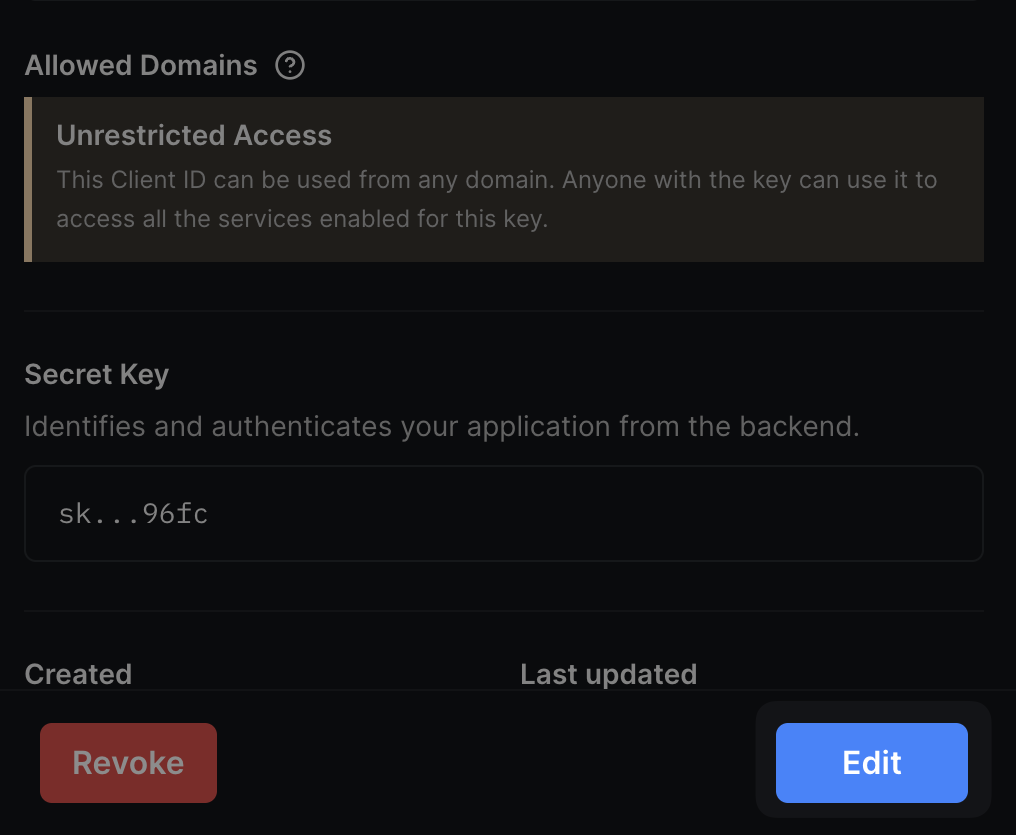 Allowed Domains
Unrestricted Access
This Client ID can be used from any domain. Anyone with the key can use it to
access all the services enabled for this key.
Secret Key
Identifies and authenticates your application from the backend.
sk...96fc
Created Last updated
Revoke Edit